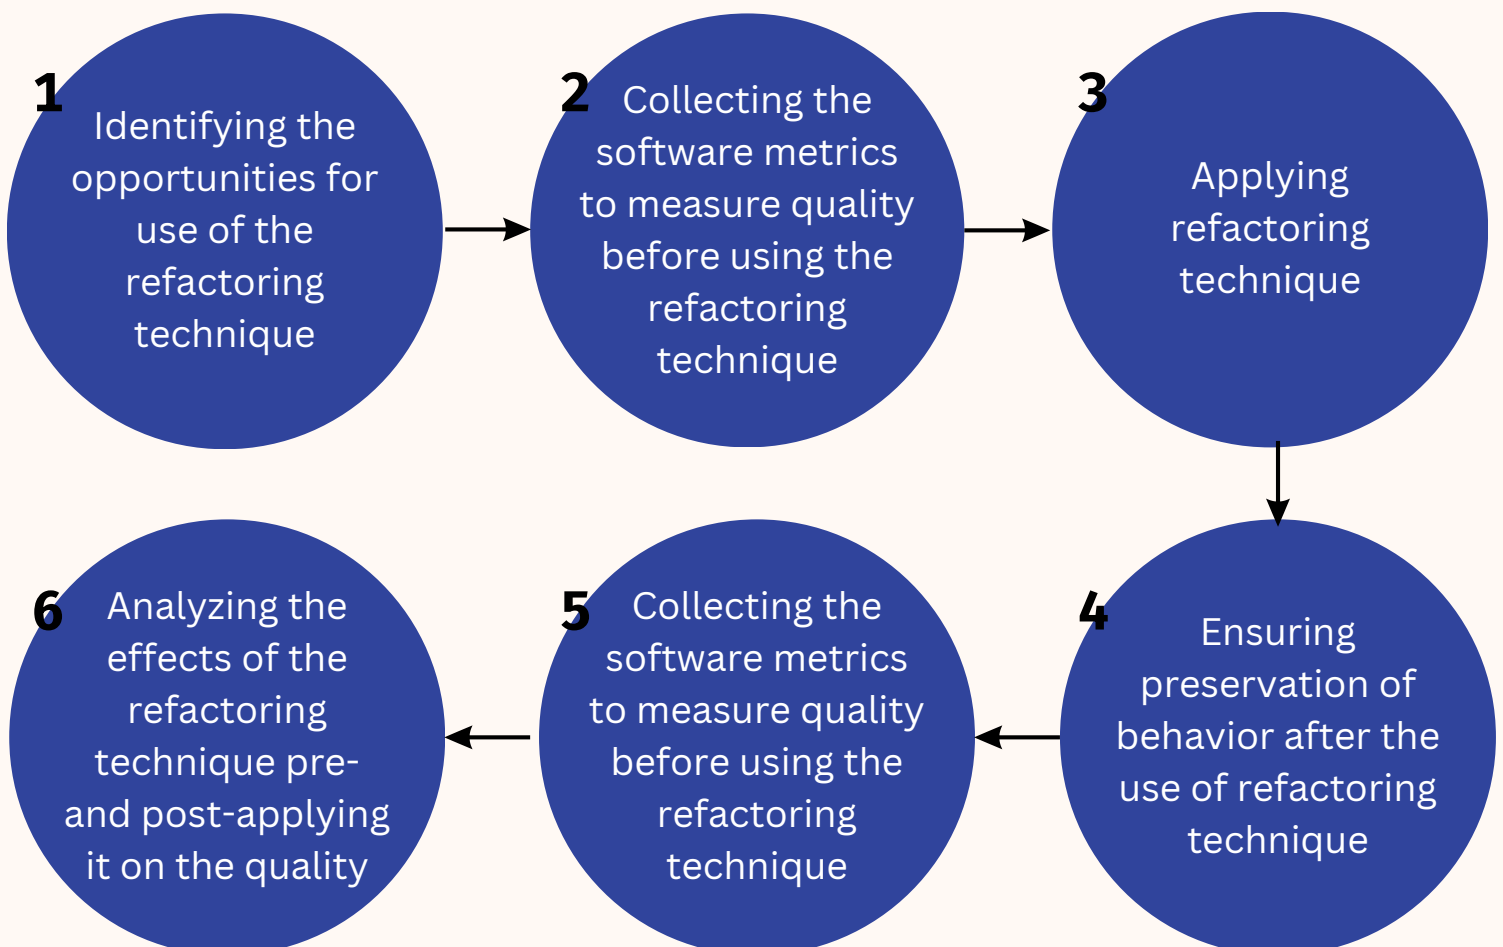 1
Identifying the
opportunities for
use of the
refactoring
technique
2
Collecting the
software metrics
to measure quality
before using the
refactoring
technique
3
Applying
refactoring
technique
4
Ensuring
preservation of
behavior after the
use of refactoring
technique
5
Collecting the
software metrics
to measure quality
before using the
refactoring
technique
6
Analyzing the
effects of the
refactoring
technique pre-
and post-applying
it on the quality